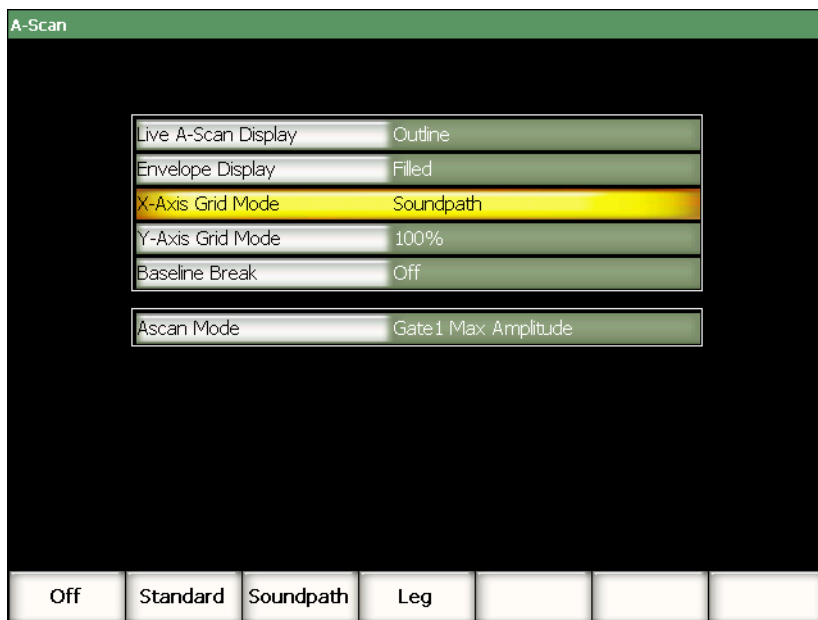 A-Scan
Live A-Scan Display Outline
Envelope Display Filled
X-Axis Grid Mode Soundpath
Y-Axis Grid Mode 100%
Baseline Break Off
Ascan Mode Gate1 Max Amplitude
Off Standard Soundpath Leg